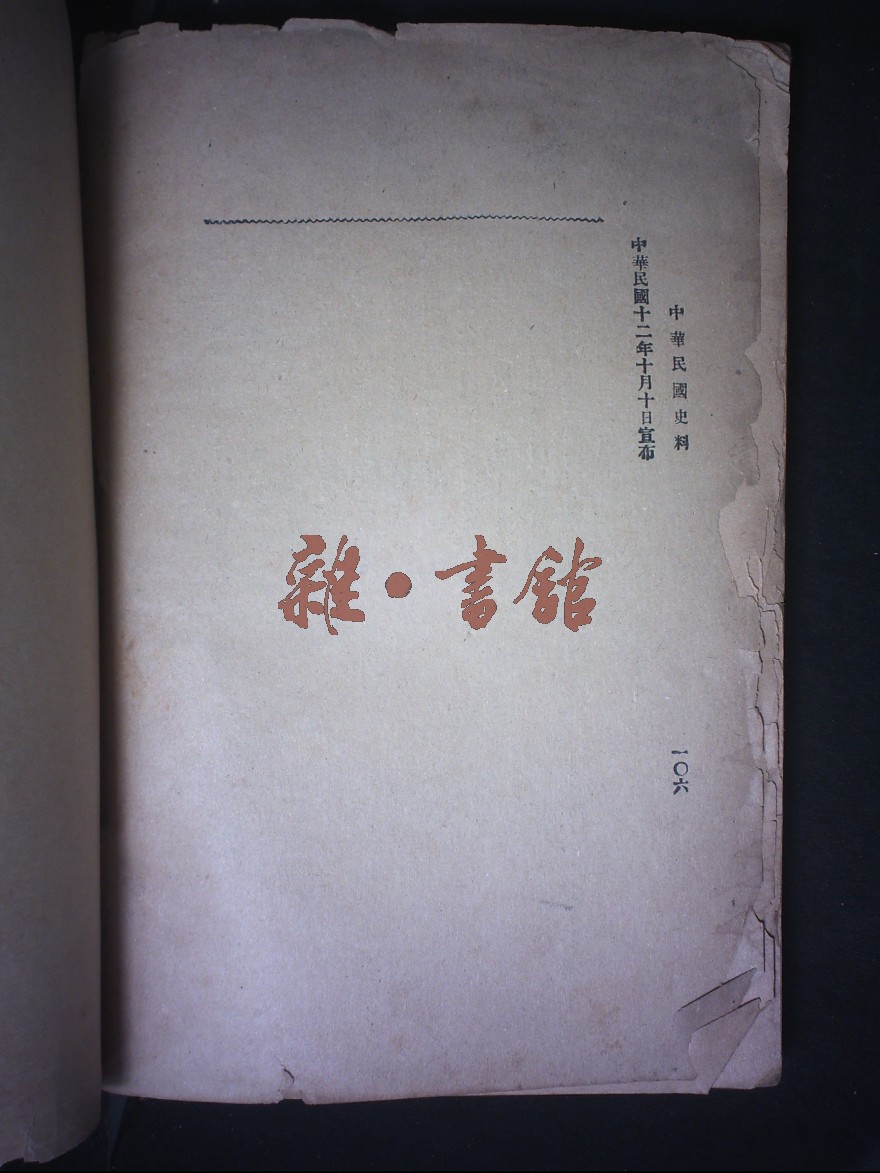 中華民國史料
一〇六
中華民國十二年十月十日宣布
雜·書館